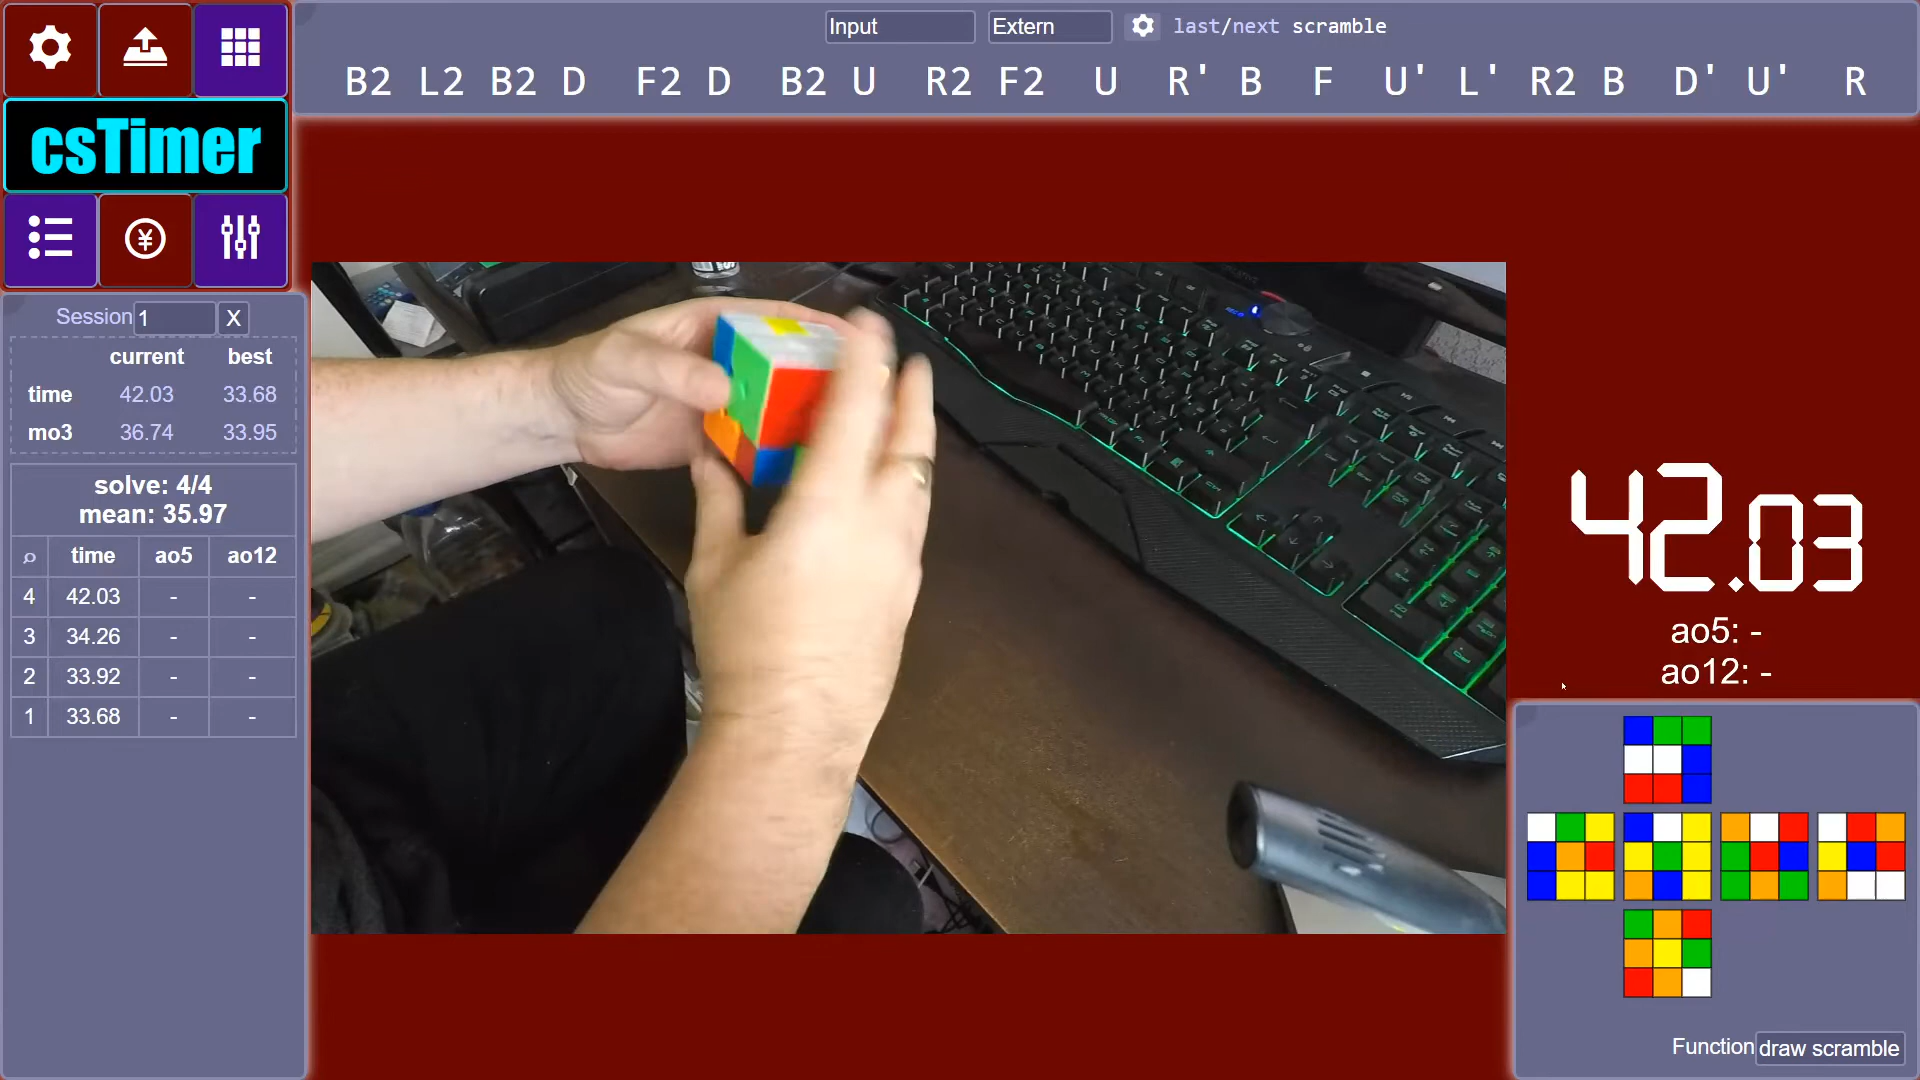 Input
Extern
last/next scramble
B2 L2 B2 D F2 D B2 U R2 F2 U R' B F U' L' R2 B D' U' R
csTimer
Session 1 X
current best
time 42.03 33.68
mo3 36.74 33.95
solve: 4/4
mean: 35.97
time ao5 ao12
4 42.03 - -
3 34.26 - -
2 33.92 - -
1 33.68 - -
42.03
ao5: -
ao12: -
Function draw scramble